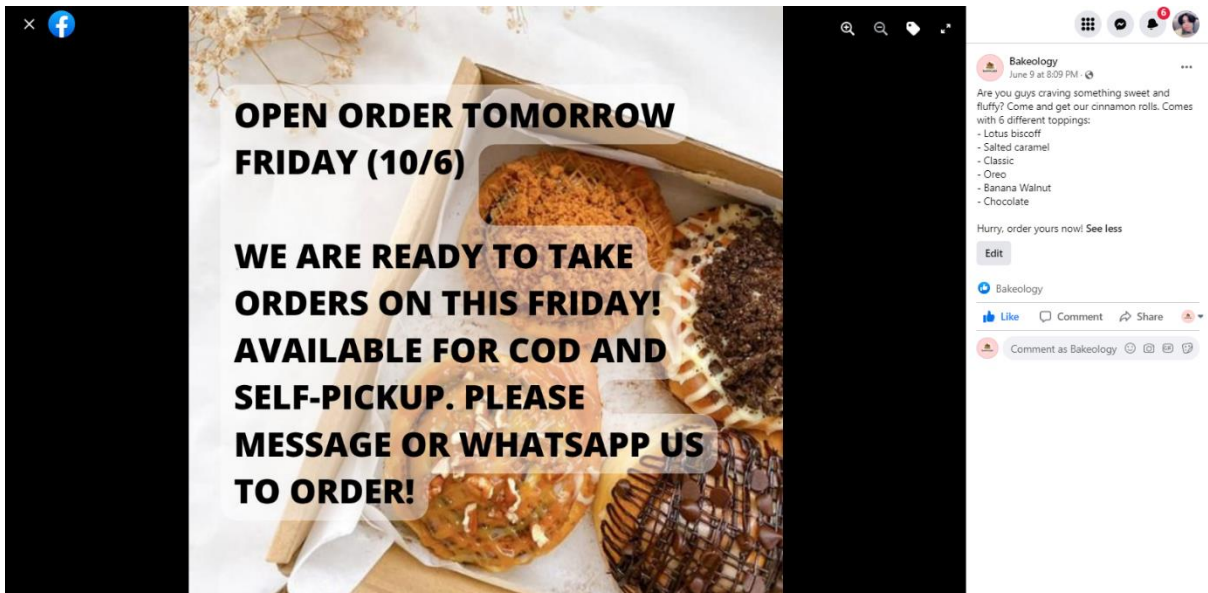 OPEN ORDER TOMORROW
FRIDAY (10/6)
WE ARE READY TO TAKE
ORDERS ON THIS FRIDAY!
AVAILABLE FOR COD AND
SELF-PICKUP. PLEASE
MESSAGE OR WHATSAPP US
TO ORDER!
6
Bakeology
June 9 at 8:09 PM ·
Are you guys craving something sweet and
fluffy? Come and get our cinnamon rolls. Comes
with 6 different toppings:
- Lotus biscoff
- Salted caramel
- Classic
- Oreo
- Banana Walnut
- Chocolate
Hurry, order yours now! See less
Edit
Bakeology
Like Comment Share
Comment as Bakeology